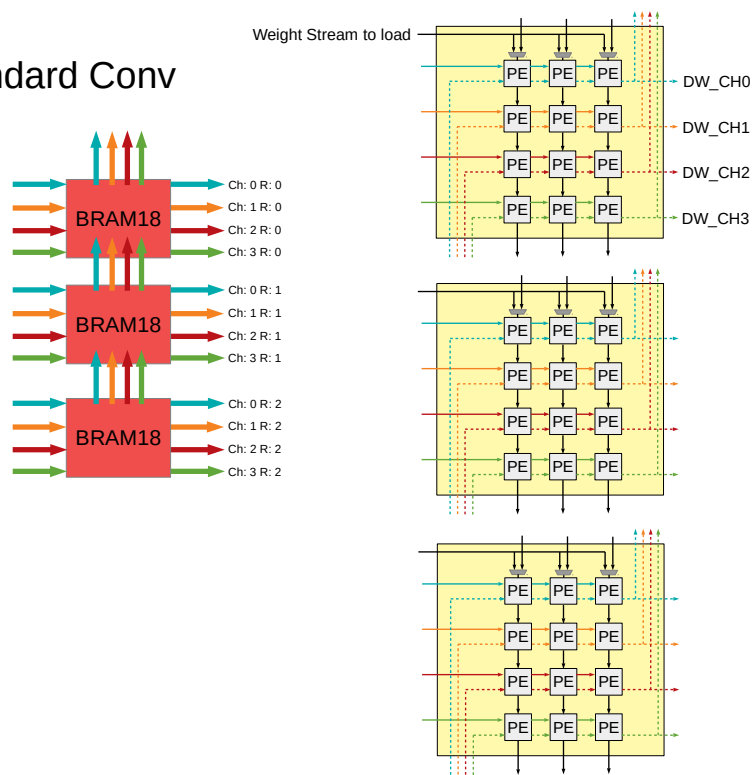 Weight Stream to load
ndard Conv
BRAM18
Ch: 0 R: 0
Ch: 1 R: 0
Ch: 2 R: 0
Ch: 3 R: 0
BRAM18
Ch: 0 R: 1
Ch: 1 R: 1
Ch: 2 R: 1
Ch: 3 R: 1
BRAM18
Ch: 0 R: 2
Ch: 1 R: 2
Ch: 2 R: 2
Ch: 3 R: 2
PE PE PE DW_CH0
PE PE PE DW_CH1
PE PE PE DW_CH2
PE PE PE DW_CH3
PE PE PE
PE PE PE
PE PE PE
PE PE PE
PE PE PE
PE PE PE
PE PE PE
PE PE PE